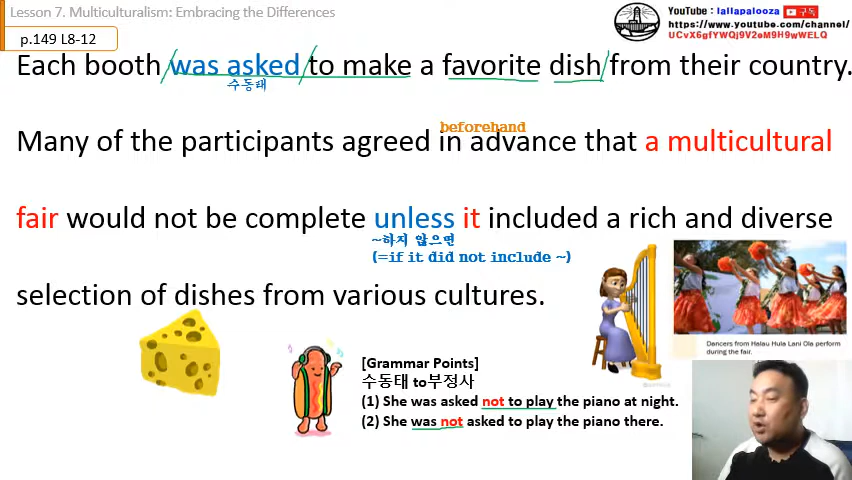 Lesson 7. Multiculturalism: Embracing the Differences
YouTube : lallapalooza 구독
https://www.youtube.com/channel/
UCvX6gfYWQj9V2eM9H9wWELQ
p.149 L8-12
Each booth was asked to make a favorite dish from their country.
수동태
beforehand
Many of the participants agreed in advance that a multicultural
fair would not be complete unless it included a rich and diverse
~하지 않으면
(=if it did not include ~)
selection of dishes from various cultures.
Dancers from Halau Hula Lani Ola perform
during the fair.
[Grammar Points]
수동태 to부정사
(1) She was asked not to play the piano at night.
(2) She was not asked to play the piano there.